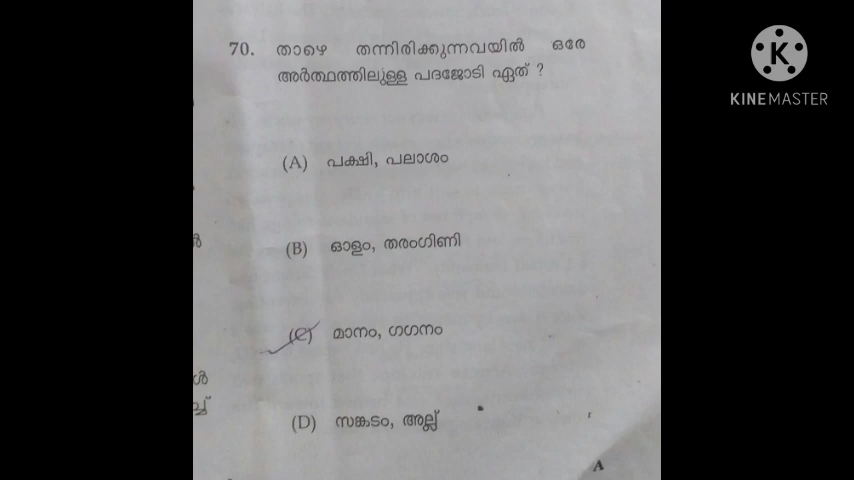 70. താഴെ തന്നിരിക്കുന്നവയിൽ ഒരേ
അർത്ഥത്തിലുള്ള പദജോടി ഏത് ?
(A) പക്ഷി, പലാശം
(B) ഓളം, തരംഗിണി
(C) മാനം, ഗഗനം
(D) സങ്കടം, അല്ല്
A
KINEMASTER